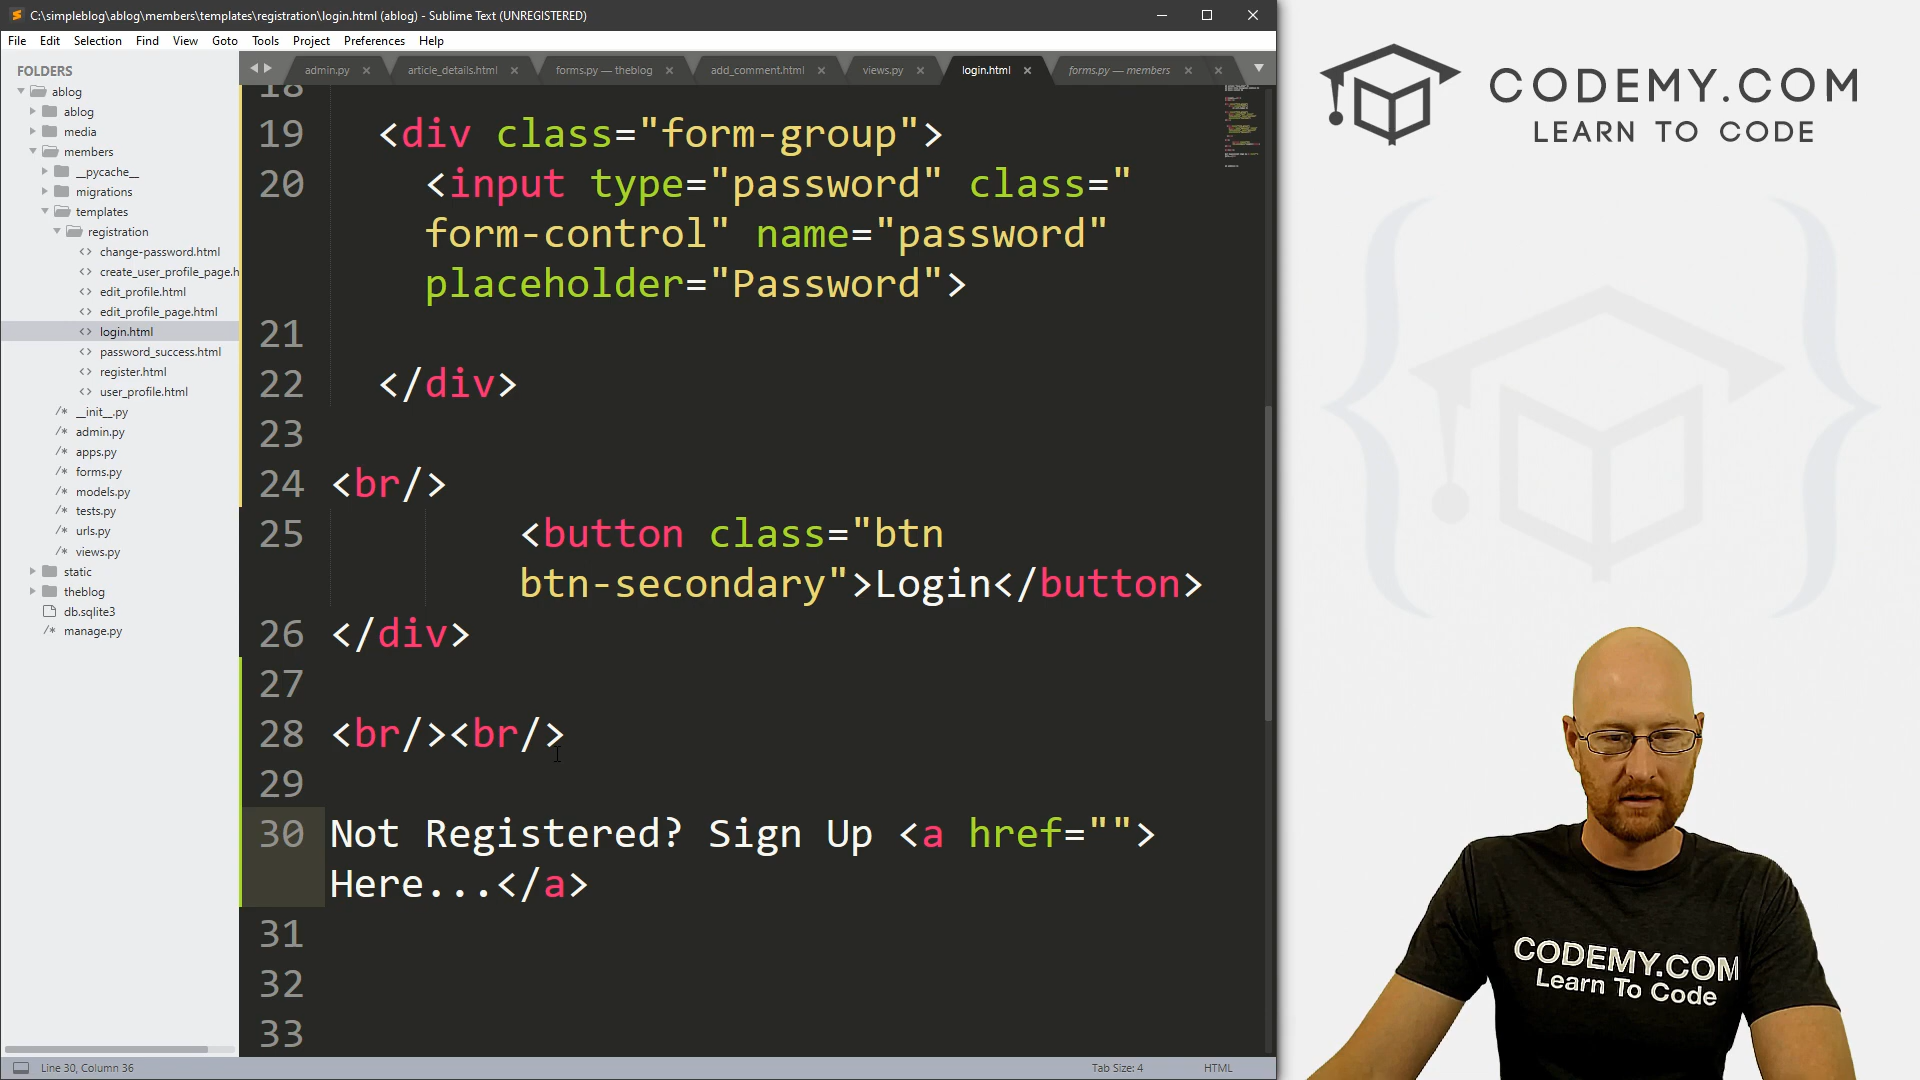 C:\simpleblog\ablog\members\templates\registration\login.html (ablog) - Sublime Text (UNREGISTERED)
File Edit Selection Find View Goto Tools Project Preferences Help
FOLDERS
ablog
ablog
media
members
__pycache__
migrations
templates
registration
change-password.html
create_user_profile_page.h
edit_profile.html
edit_profile_page.html
login.html
password_success.html
register.html
user_profile.html
__init__.py
admin.py
apps.py
forms.py
models.py
tests.py
urls.py
views.py
static
theblog
db.sqlite3
manage.py
admin.py article_details.html forms.py — theblog add_comment.html views.py login.html forms.py — members
18
19 <div class="form-group">
20 <input type="password" class="
form-control" name="password"
placeholder="Password">
21
22 </div>
23
24 <br/>
25 <button class="btn
btn-secondary">Login</button>
26 </div>
27
28 <br/><br/>
29
30 Not Registered? Sign Up <a href="">
Here...</a>
31
32
33
Line 30, Column 36
Tab Size: 4
HTML
CODEMY.COM
LEARN TO CODE
CODEMY.COM
Learn To Code